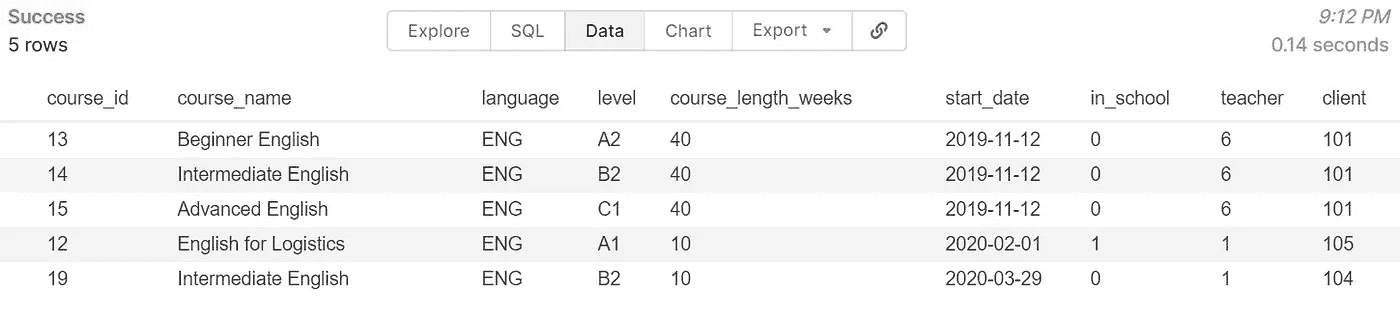 Success
5 rows
Explore SQL Data Chart Export
9:12 PM
0.14 seconds
course_id course_name language level course_length_weeks start_date in_school teacher client
13 Beginner English ENG A2 40 2019-11-12 0 6 101
14 Intermediate English ENG B2 40 2019-11-12 0 6 101
15 Advanced English ENG C1 40 2019-11-12 0 6 101
12 English for Logistics ENG A1 10 2020-02-01 1 1 105
19 Intermediate English ENG B2 10 2020-03-29 0 1 104